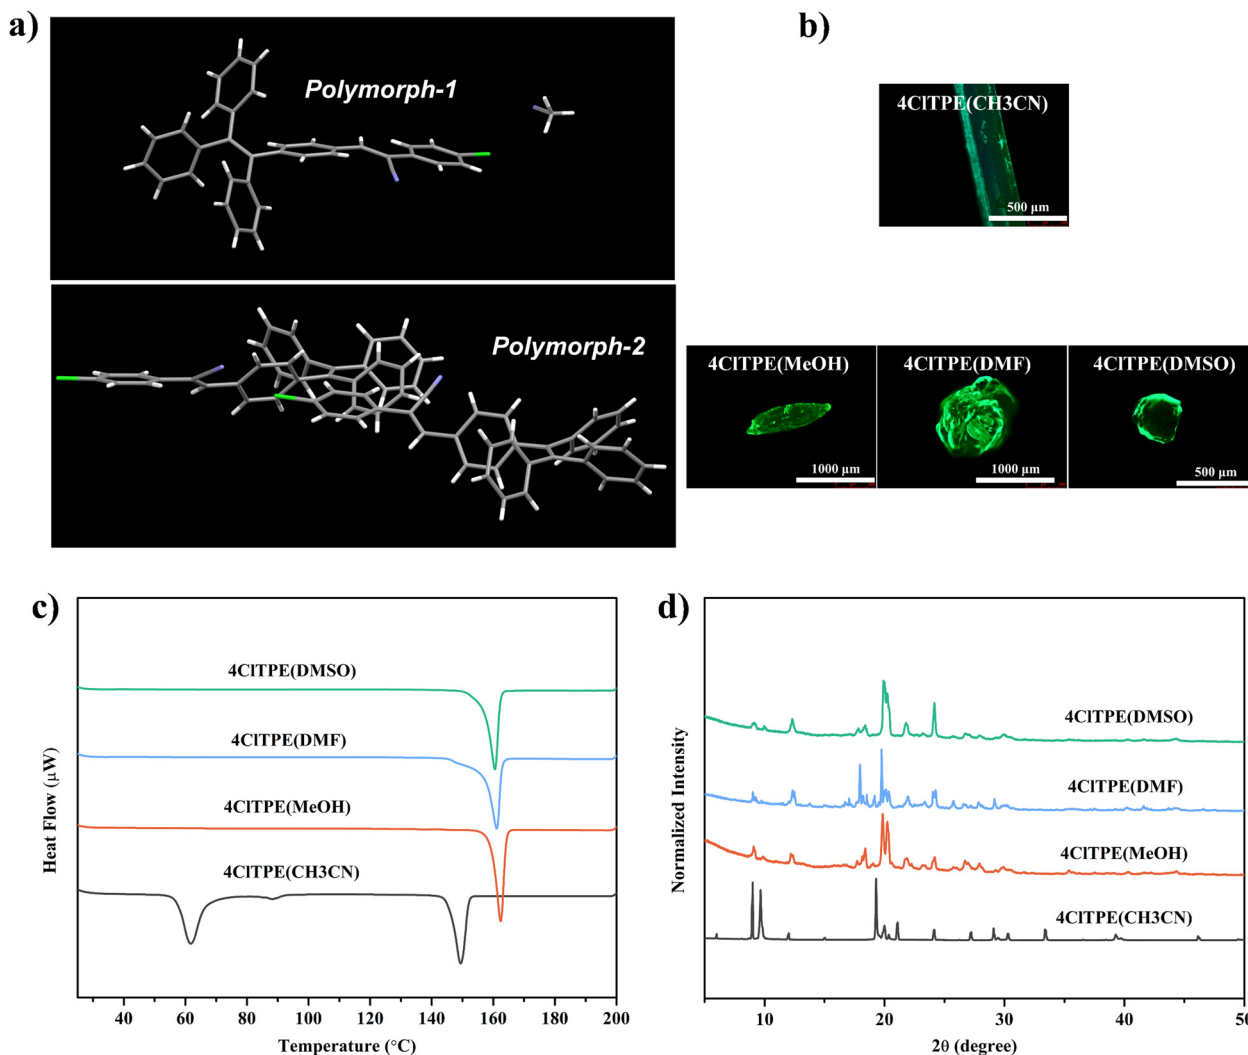 a)
Polymorph-1
Polymorph-2
b)
4ClTPE(CH3CN)
500 μm
4ClTPE(MeOH)
1000 μm
4ClTPE(DMF)
1000 μm
4ClTPE(DMSO)
500 μm
c)
4ClTPE(DMSO)
4ClTPE(DMF)
4ClTPE(MeOH)
4ClTPE(CH3CN)
Heat Flow (μW)
40 60 80 100 120 140 160 180 200
Temperature (°C)
d)
4ClTPE(DMSO)
4ClTPE(DMF)
4ClTPE(MeOH)
4ClTPE(CH3CN)
Normalized Intensity
10 20 30 40 50
2θ (degree)